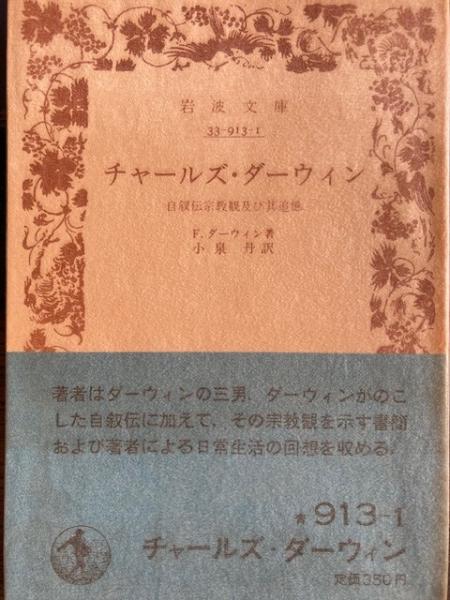 岩波文庫
33-913-1
チャールズ・ダーウィン
自叙伝宗教観及び其追憶
F. ダーウィン著
小泉 丹訳
著者はダーウィンの三男。ダーウィンがのこ
した自叙伝に加えて、その宗教観を示す書簡
および著者による日常生活の回想を収める。
青 913-1
チャールズ・ダーウィン
定価350円